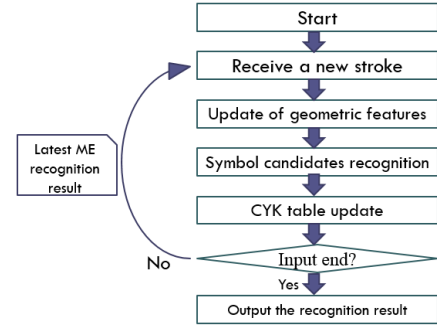 Start
Receive a new stroke
Update of geometric features
Latest ME
recognition
result
Symbol candidates recognition
CYK table update
Input end?
No
Yes
Output the recognition result